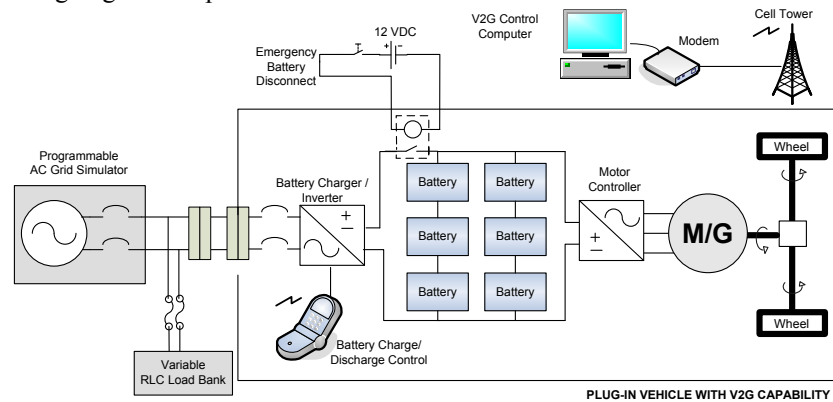 12 VDC
Emergency
Battery
Disconnect
V2G Control
Computer
Modem
Cell Tower
Programmable
AC Grid Simulator
Battery Charger /
Inverter
Battery
Battery
Battery
Battery
Battery
Battery
Motor
Controller
M/G
Wheel
Wheel
Battery Charge/
Discharge Control
Variable
RLC Load Bank
PLUG-IN VEHICLE WITH V2G CAPABILITY